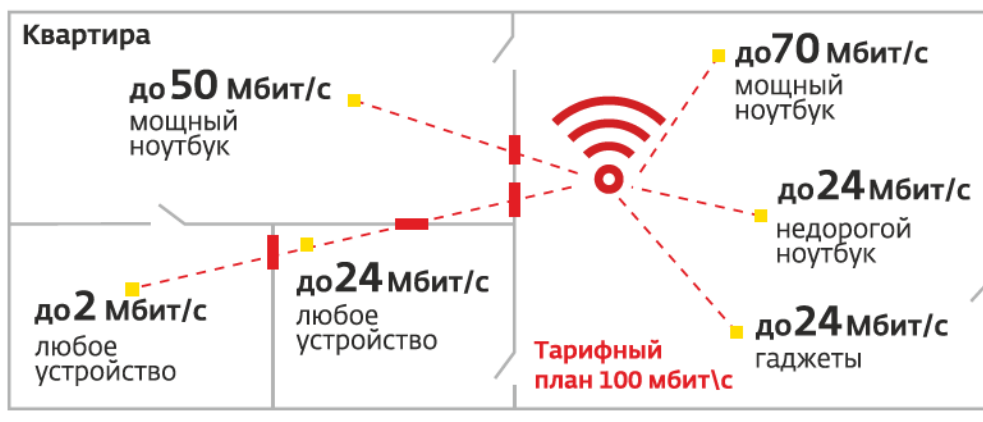 Квартира
до 50 Мбит/с
мощный
ноутбук
до 70 Мбит/с
мощный
ноутбук
до 24 Мбит/с
недорогой
ноутбук
до 2 Мбит/с
любое
устройство
до 24 Мбит/с
любое
устройство
до 24 Мбит/с
гаджеты
Тарифный
план 100 мбит\с